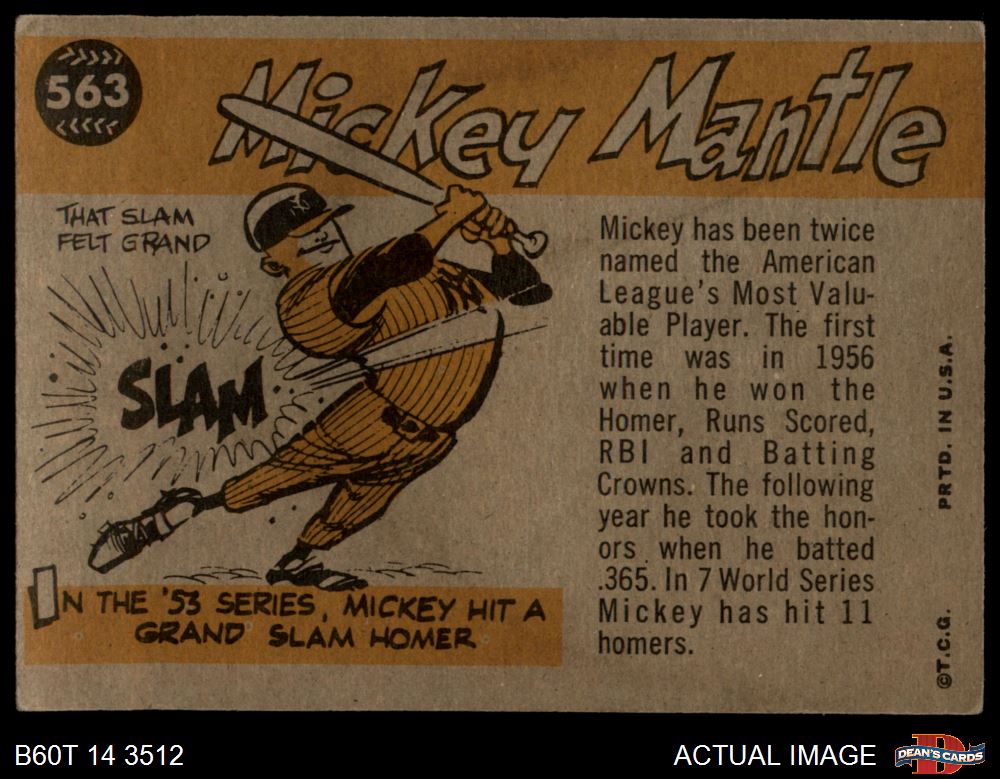 563
Mickey Mantle
THAT SLAM
FELT GRAND
SLAM
IN THE '53 SERIES, MICKEY HIT A
GRAND SLAM HOMER
Mickey has been twice
named the American
League's Most Valu-
able Player. The first
time was in 1956
when he won the
Homer, Runs Scored,
RBI and Batting
Crowns. The following
year he took the hon-
ors when he batted
.365. In 7 World Series
Mickey has hit 11
homers.
©T.C.G. PRTD. IN U.S.A.
B60T 14 3512
ACTUAL IMAGE
D
DEAN'S CARDS